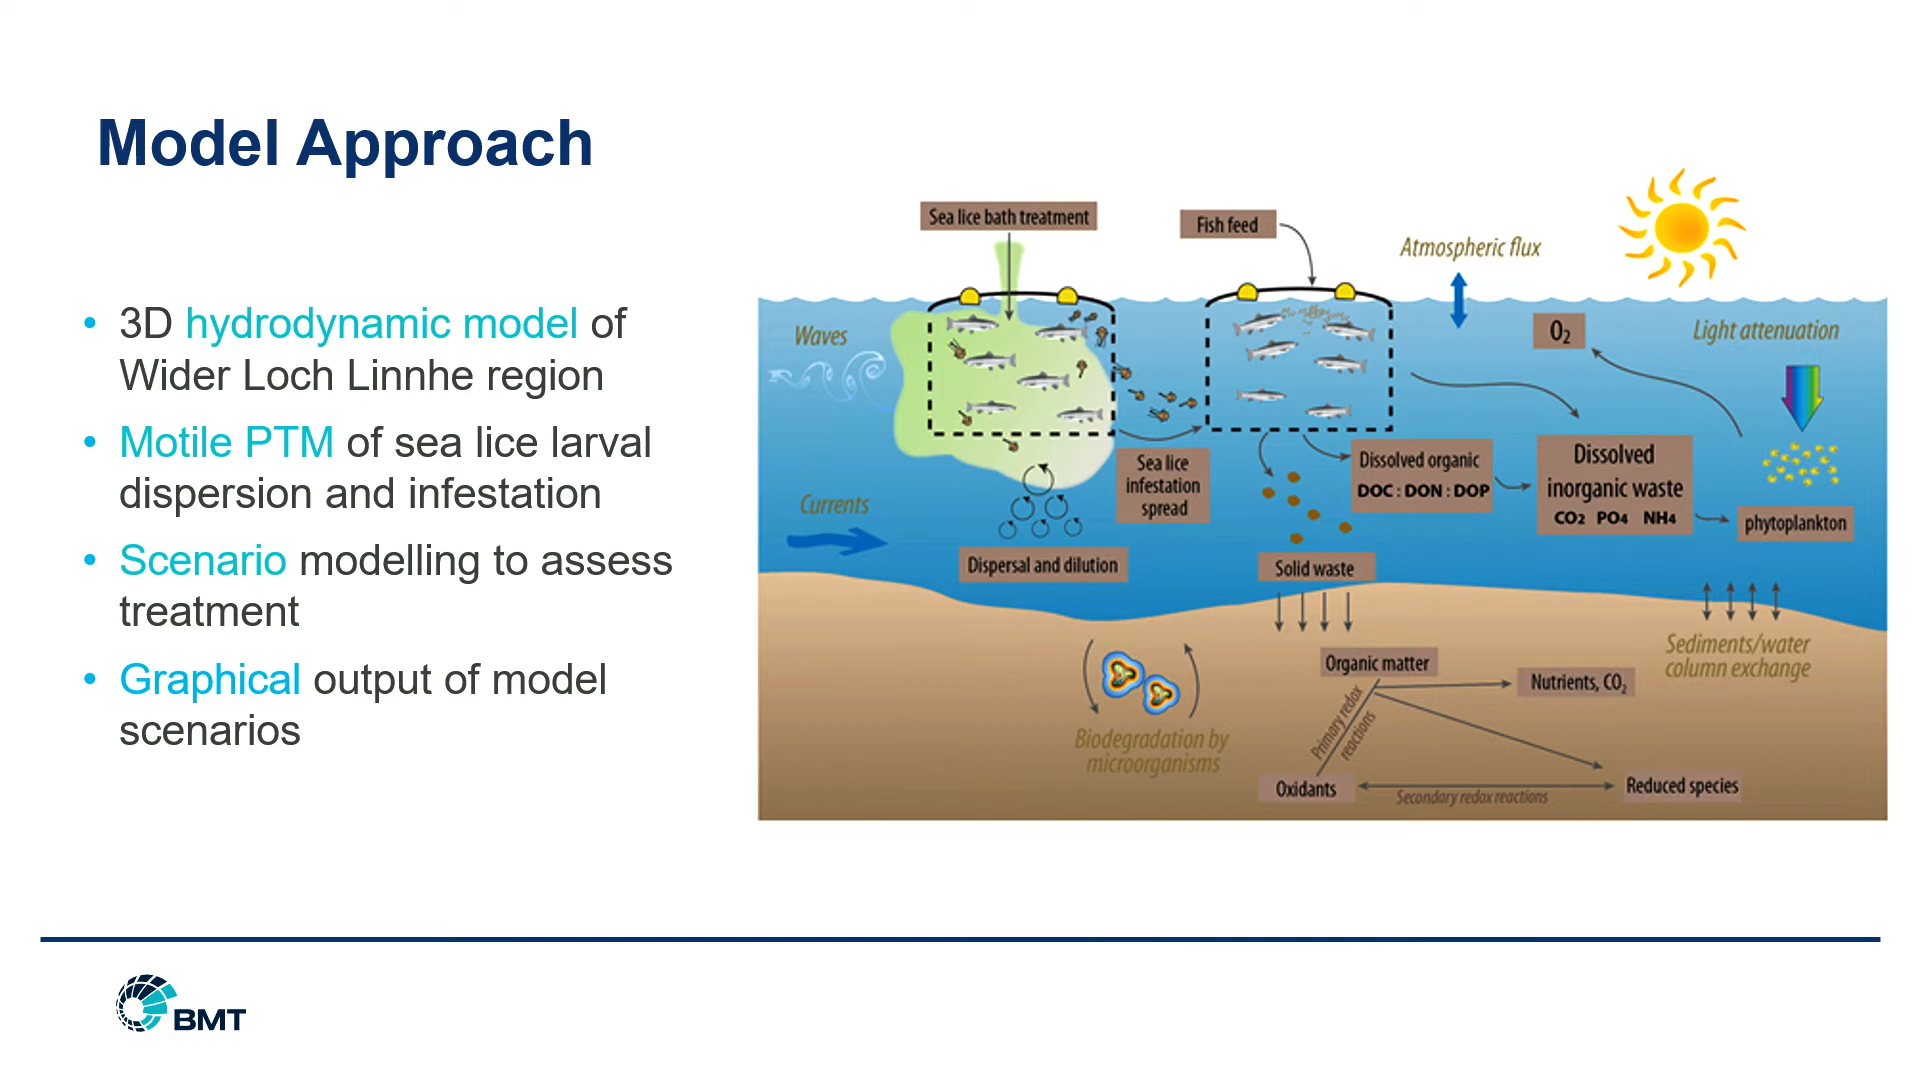 Model Approach
• 3D hydrodynamic model of
Wider Loch Linnhe region
• Motile PTM of sea lice larval
dispersion and infestation
• Scenario modelling to assess
treatment
• Graphical output of model
scenarios
Sea lice bath treatment
Fish feed
Atmospheric flux
Waves
O2
Light attenuation
Currents
Sea lice
infestation
spread
Dissolved organic
DOC : DON : DOP
Dissolved
inorganic waste
CO2 PO4 NH4
phytoplankton
Dispersal and dilution
Solid waste
Sediments/water
column exchange
Organic matter
Nutrients, CO2
Primary redox
reactions
Biodegradation by
microorganisms
Oxidants
Secondary redox reactions
Reduced species
BMT